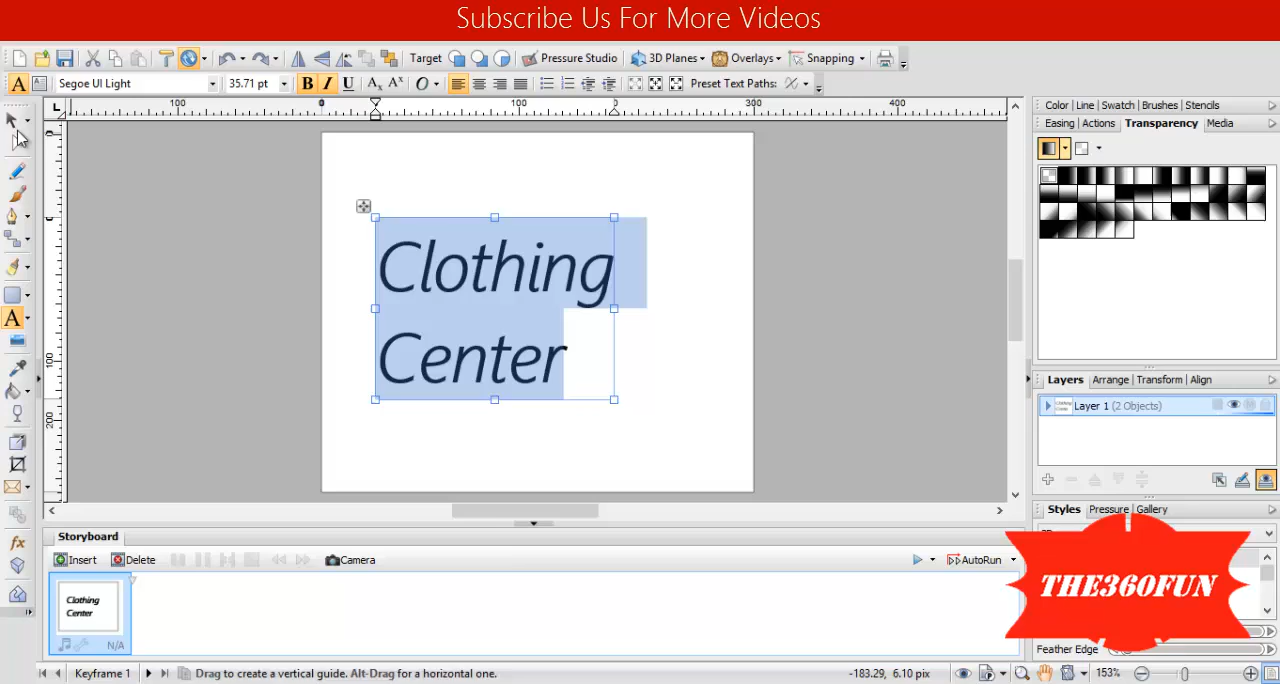 Subscribe Us For More Videos
Target Pressure Studio 3D Planes Overlays Snapping
A Segoe UI Light 35.71 pt B I U Preset Text Paths:
L 100 0 100 200 300 400
Color Line Swatch Brushes Stencils
Easing Actions Transparency Media
Clothing
Center
0
100
200
Layers Arrange Transform Align
Layer 1 (2 Objects)
Styles Pressure Gallery
Storyboard
Insert Delete Camera AutoRun
Clothing
Center
N/A
THE360FUN
Feather Edge
Keyframe 1 Drag to create a vertical guide. Alt-Drag for a horizontal one. -183.29, 6.10 pix 153%